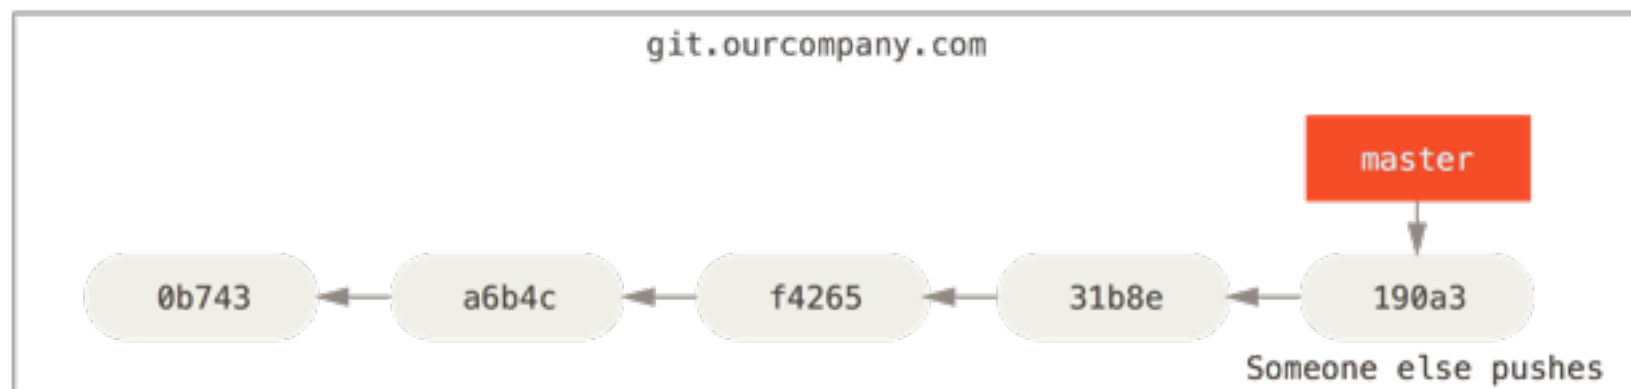 git.ourcompany.com
master
0b743 a6b4c f4265 31b8e 190a3
Someone else pushes